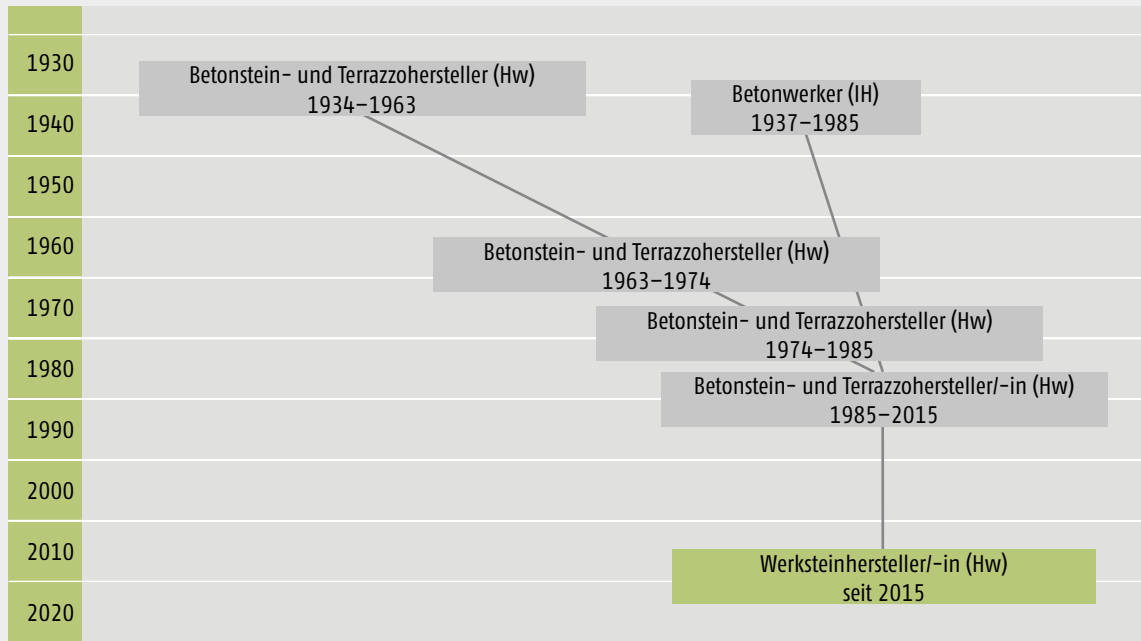 1930
Betonstein- und Terrazzohersteller (Hw)
1934–1963
Betonwerker (IH)
1937–1985
1940
1950
1960
Betonstein- und Terrazzohersteller (Hw)
1963–1974
1970
Betonstein- und Terrazzohersteller (Hw)
1974–1985
1980
Betonstein- und Terrazzohersteller/-in (Hw)
1985–2015
1990
2000
2010
Werksteinhersteller/-in (Hw)
seit 2015
2020